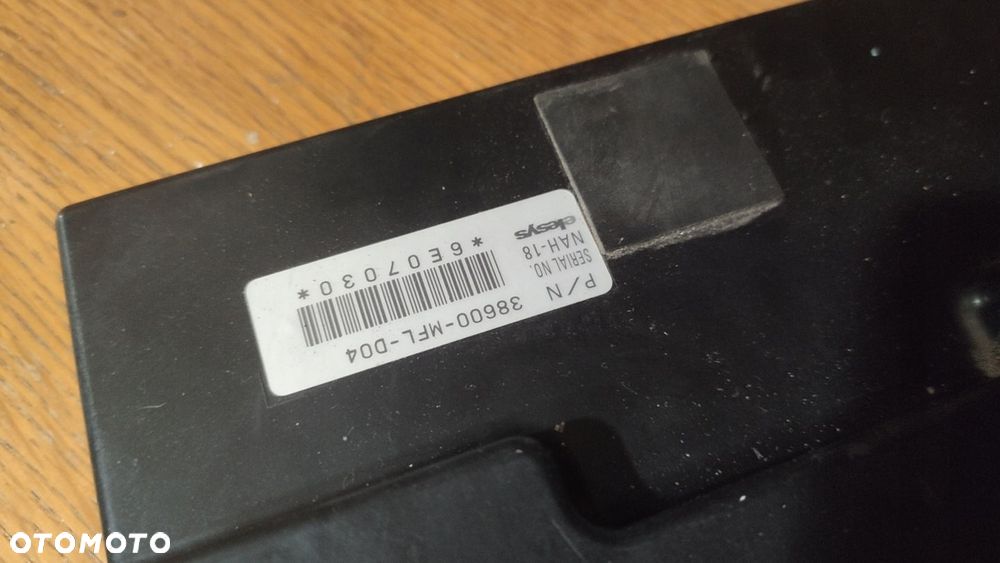 P/N 38600-MFL-D04
SERIAL NO.
NAH-18
elesys
*6E07030*
OTOMOTO